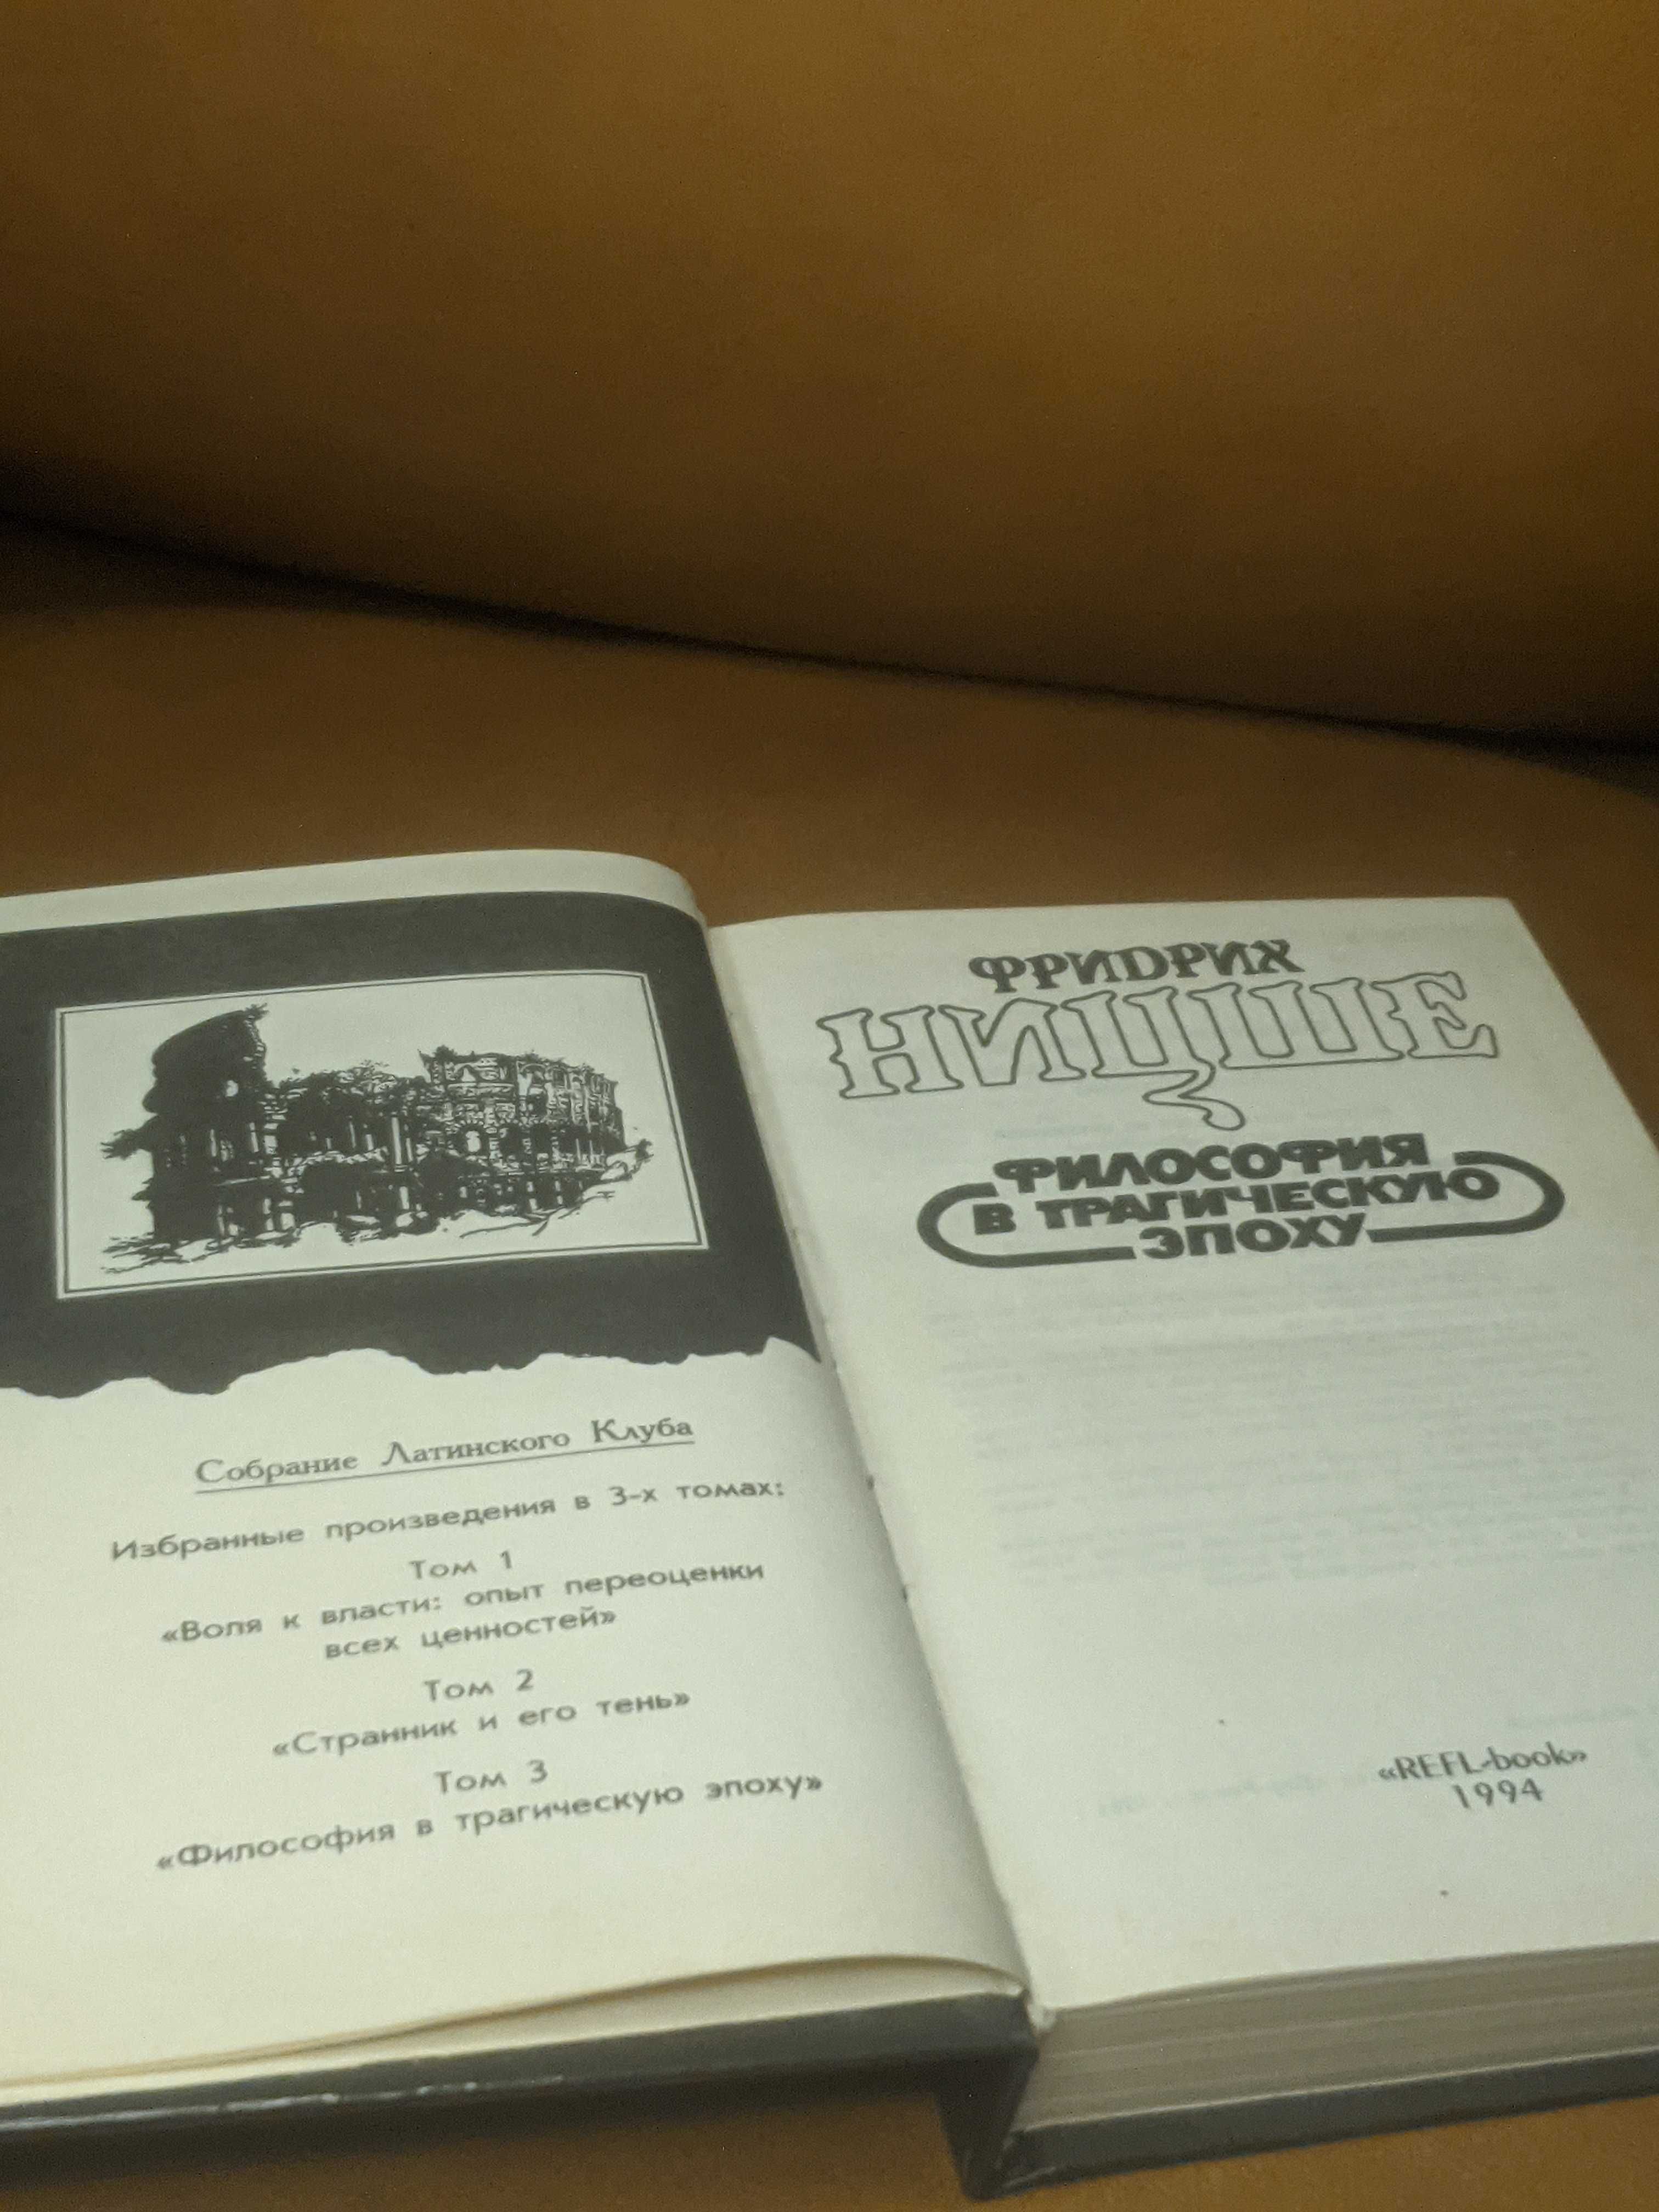 Собрание Латинского Клуба
Избранные произведения в 3-х томах:
Том 1
«Воля к власти: опыт переоценки
всех ценностей»
Том 2
«Странник и его тень»
Том 3
«Философия в трагическую эпоху»
ФРИДРИХ
НИЦШЕ
ФИЛОСОФИЯ
В ТРАГИЧЕСКУЮ
ЭПОХУ
«REFL-book»
1994